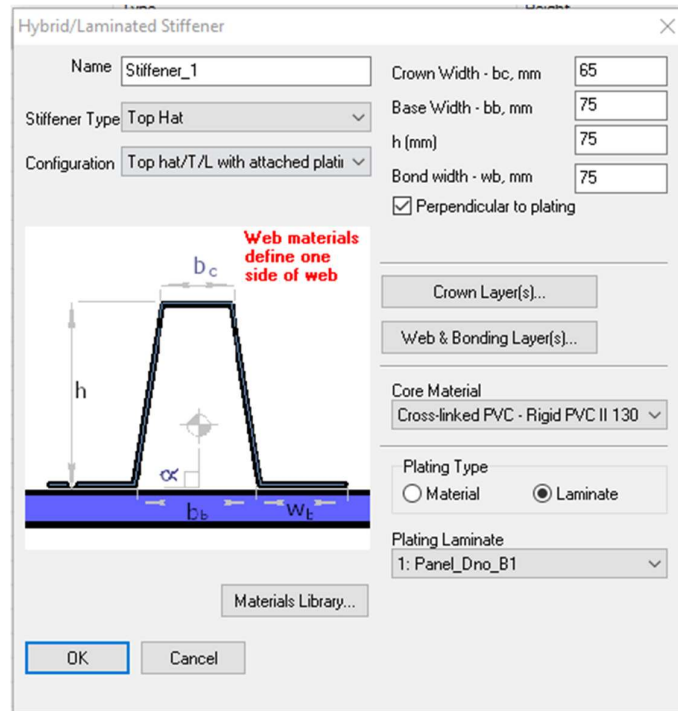 Type Height
Hybrid/Laminated Stiffener
Name Stiffener_1
Stiffener Type Top Hat
Configuration Top hat/T/L with attached platii
Crown Width - bc, mm 65
Base Width - bb, mm 75
h (mm) 75
Bond width - wb, mm 75
Perpendicular to plating
Web materials
define one
side of web
bc
h
α
bb
wb
Crown Layer(s)...
Web & Bonding Layer(s)...
Core Material
Cross-linked PVC - Rigid PVC II 130
Plating Type
Material Laminate
Plating Laminate
1: Panel_Dno_B1
Materials Library...
OK Cancel